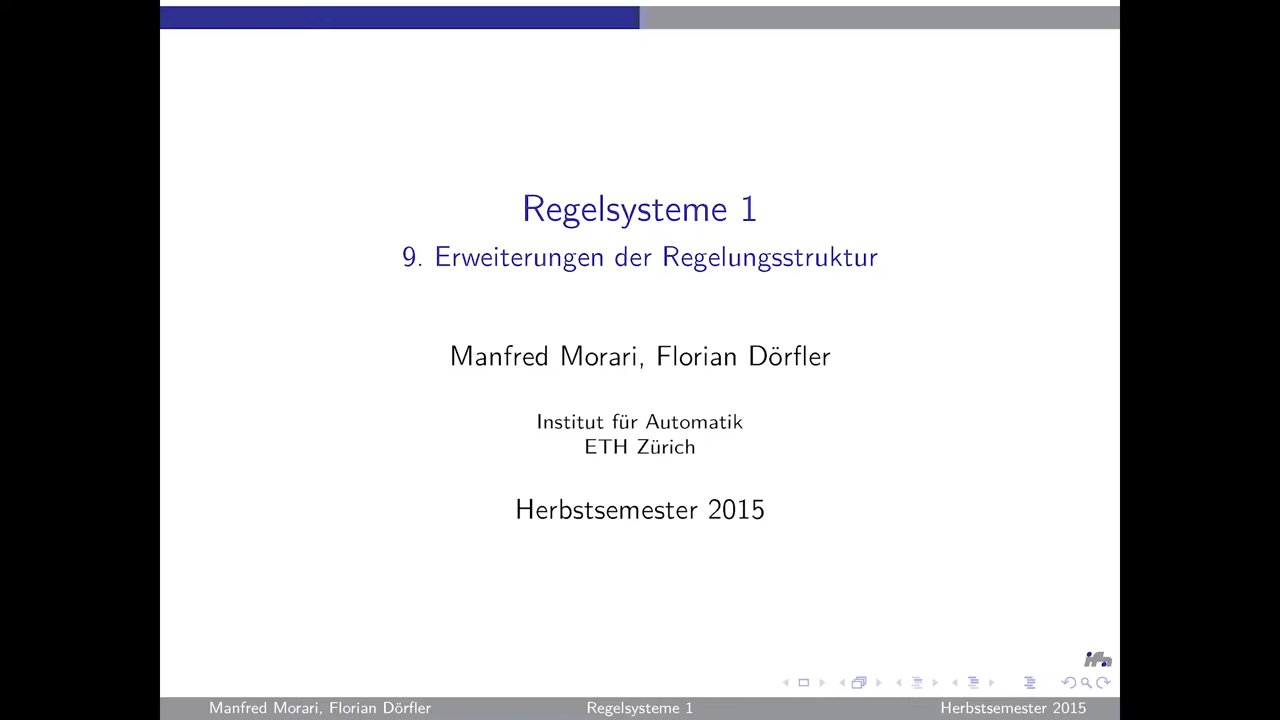 Regelsysteme 1
9. Erweiterungen der Regelungsstruktur
Manfred Morari, Florian Dörfler
Institut für Automatik
ETH Zürich
Herbstsemester 2015
ifa
Manfred Morari, Florian Dörfler Regelsysteme 1 Herbstsemester 2015